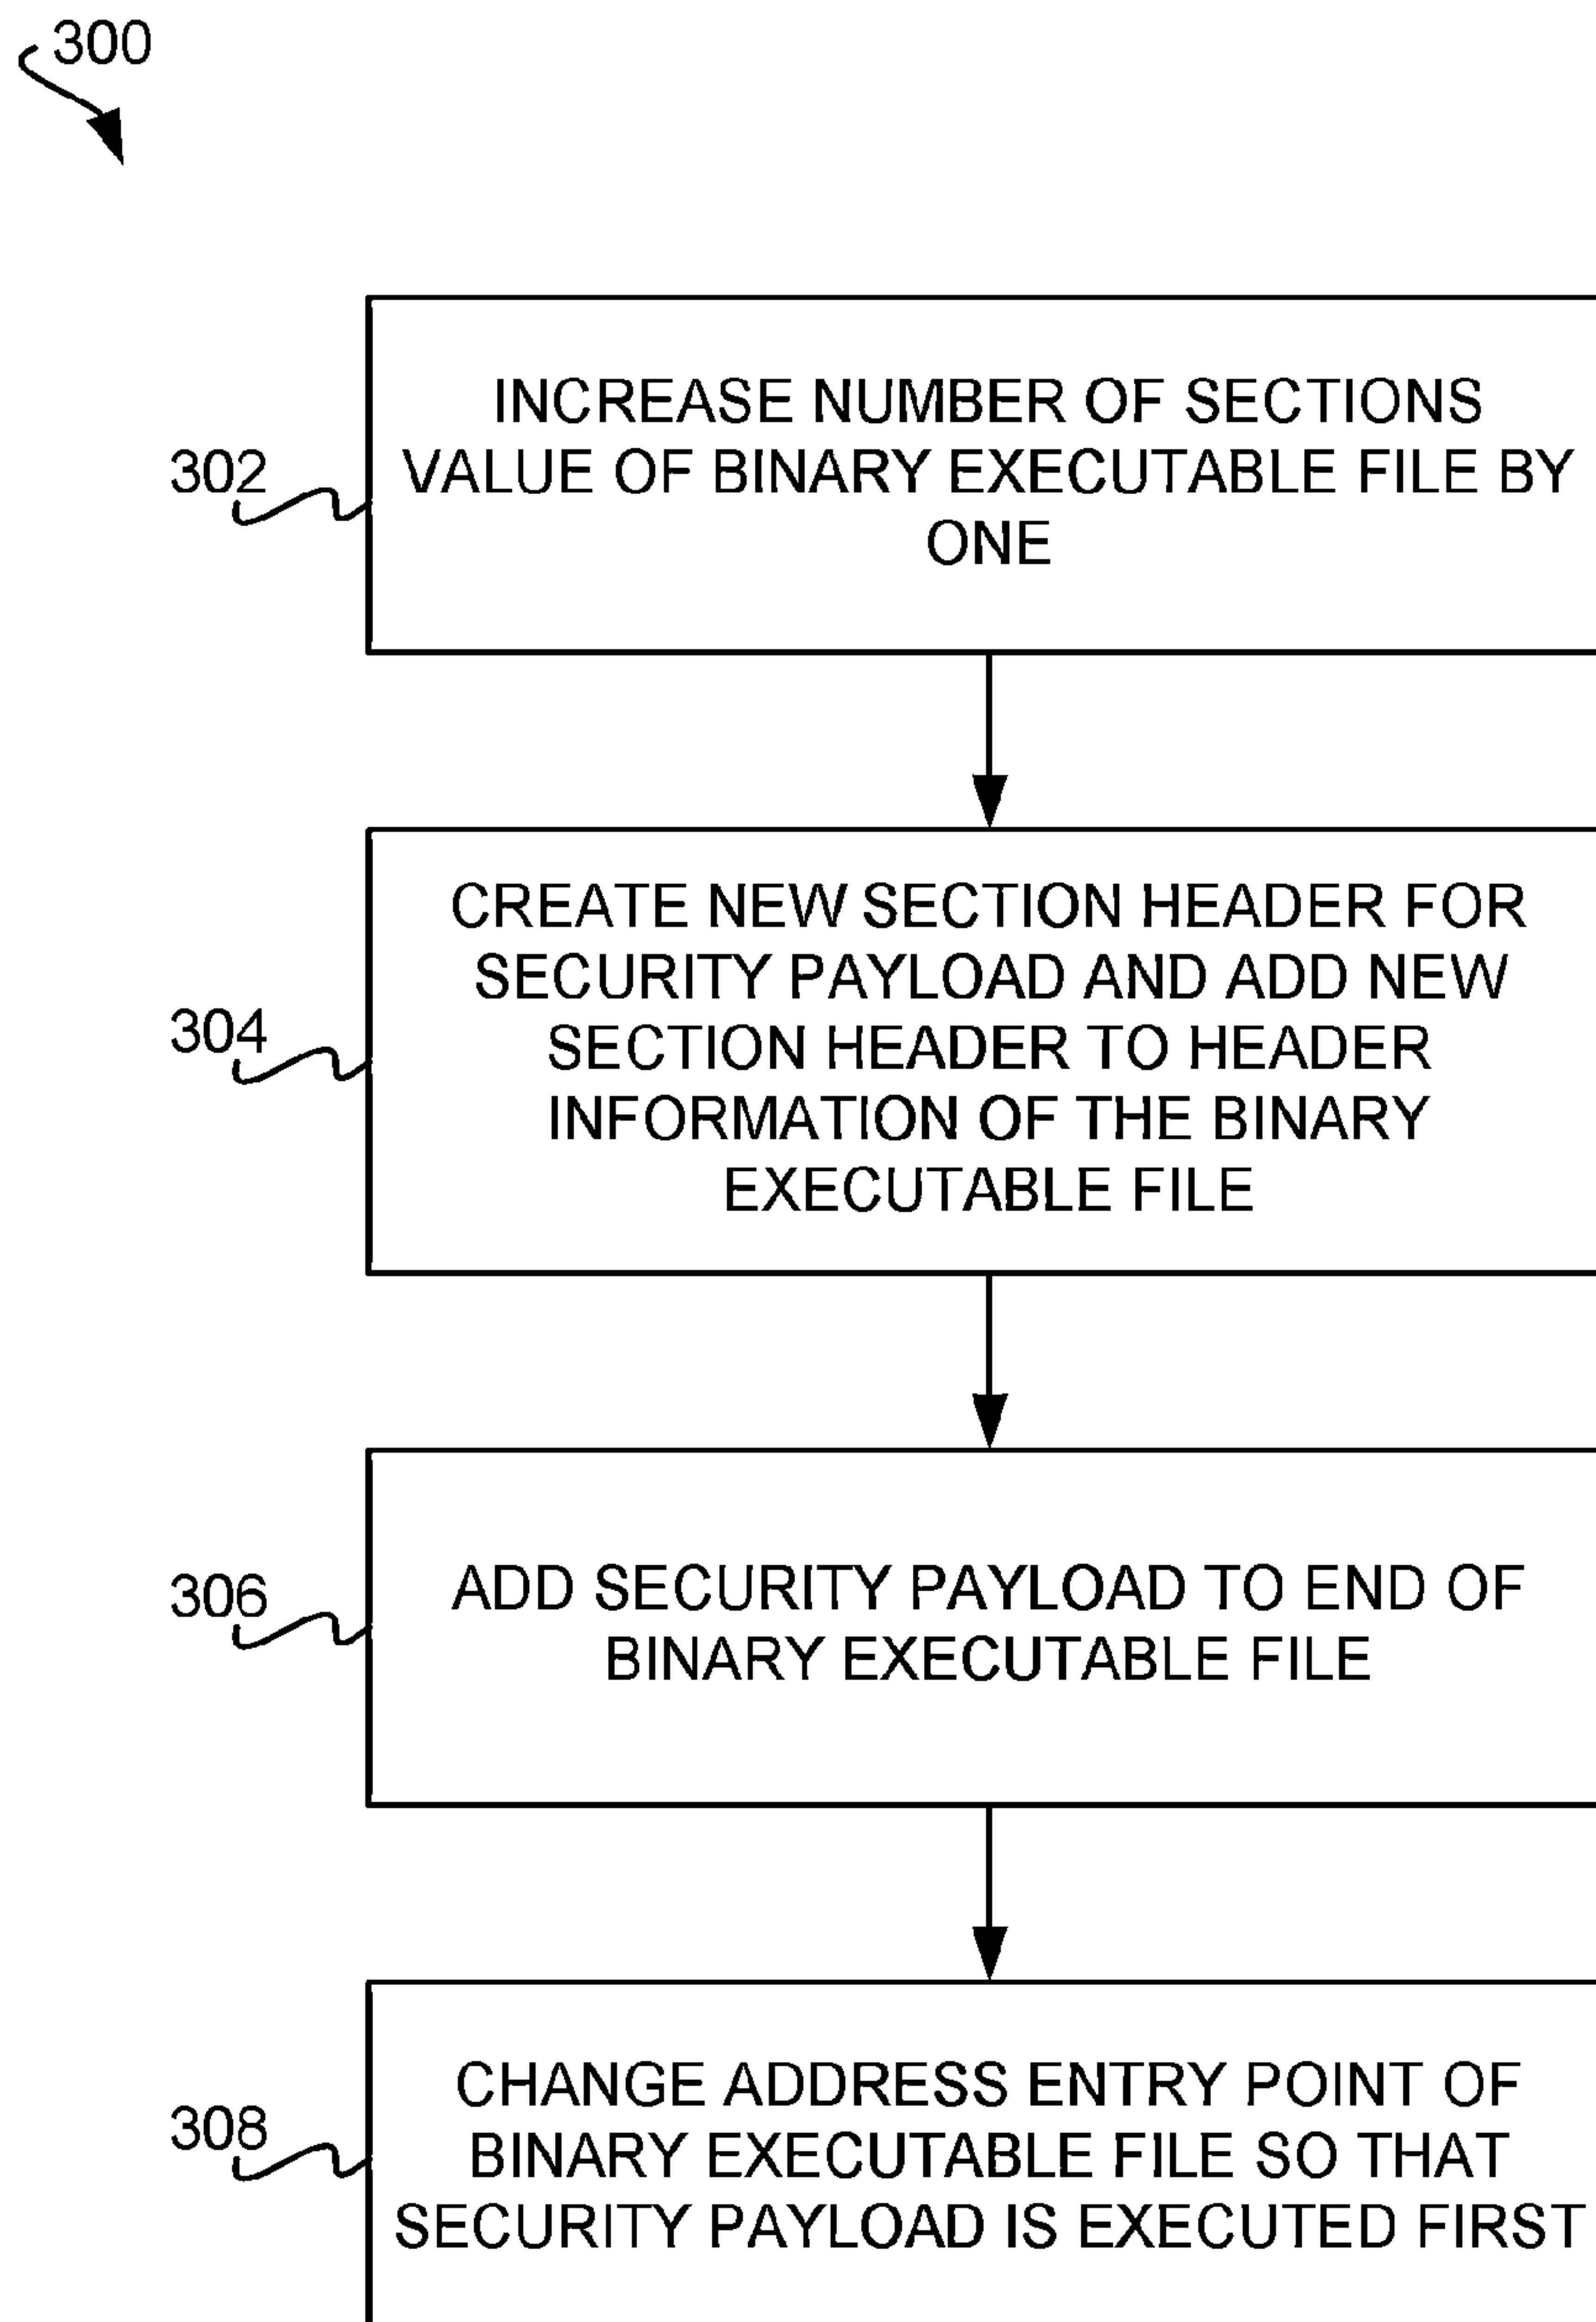 300
302
INCREASE NUMBER OF SECTIONS
VALUE OF BINARY EXECUTABLE FILE BY
ONE
304
CREATE NEW SECTION HEADER FOR
SECURITY PAYLOAD AND ADD NEW
SECTION HEADER TO HEADER
INFORMATION OF THE BINARY
EXECUTABLE FILE
306
ADD SECURITY PAYLOAD TO END OF
BINARY EXECUTABLE FILE
308
CHANGE ADDRESS ENTRY POINT OF
BINARY EXECUTABLE FILE SO THAT
SECURITY PAYLOAD IS EXECUTED FIRST